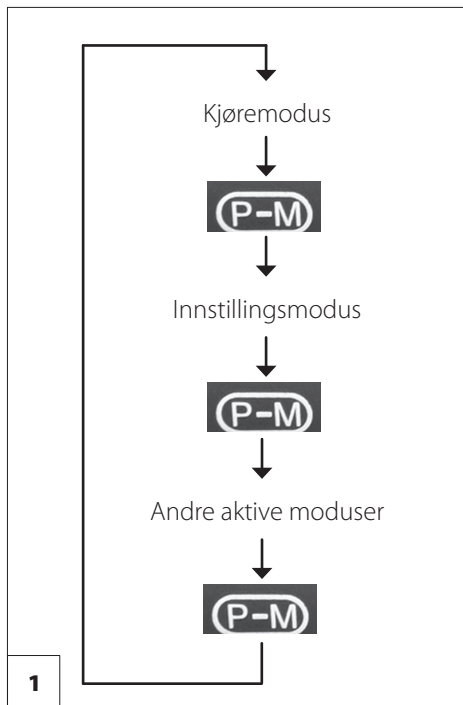 Kjøremodus
P-M
Innstillingsmodus
P-M
Andre aktive moduser
P-M
1